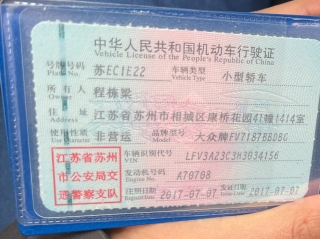 中华人民共和国机动车行驶证
Vehicle License of the People's Republic of China
号牌号码 苏EC1E22 车辆类型 小型轿车
Plate No. Vehicle Type
所有人 程栋梁
Owner
住址 江苏省苏州市相城区康桥花园41幢1414室
Address
使用性质 非营运 品牌型号 大众牌FV7187BBDBG
Use Character Model
江苏省苏州 车辆识别代号 LFV3A23C3H3034156
VIN
市公安局交 发动机号码 A70708
Engine No.
通警察支队 注册日期 2017-07-07 发证日期 2017-07-07
Register Date Issue Date